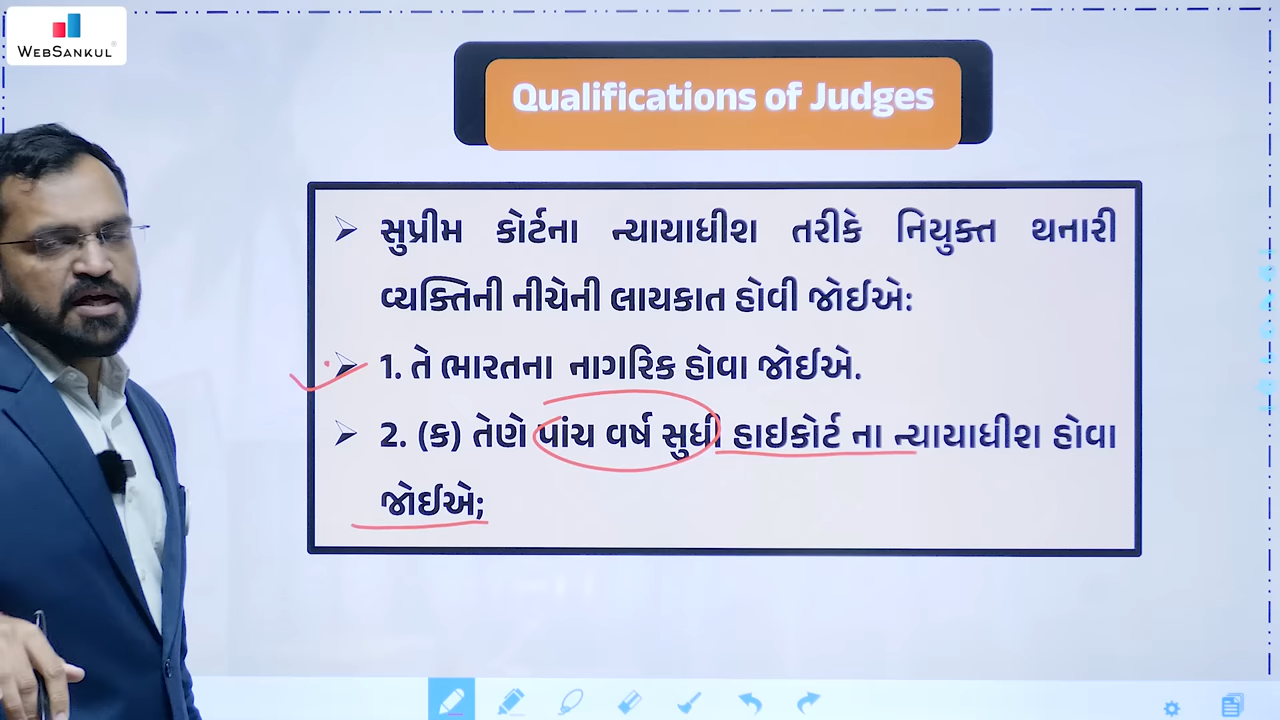 WEBSANKUL
Qualifications of Judges
સુપ્રીમ કોર્ટના ન્યાયાધીશ તરીકે નિયુક્ત થનારી
વ્યક્તિની નીચેની લાયકાત હોવી જોઈએ:
1. તે ભારતના નાગરિક હોવા જોઈએ.
2. (ક) તેણે પાંચ વર્ષ સુધી હાઇકોર્ટ ના ન્યાયાધીશ હોવા
જોઈએ;